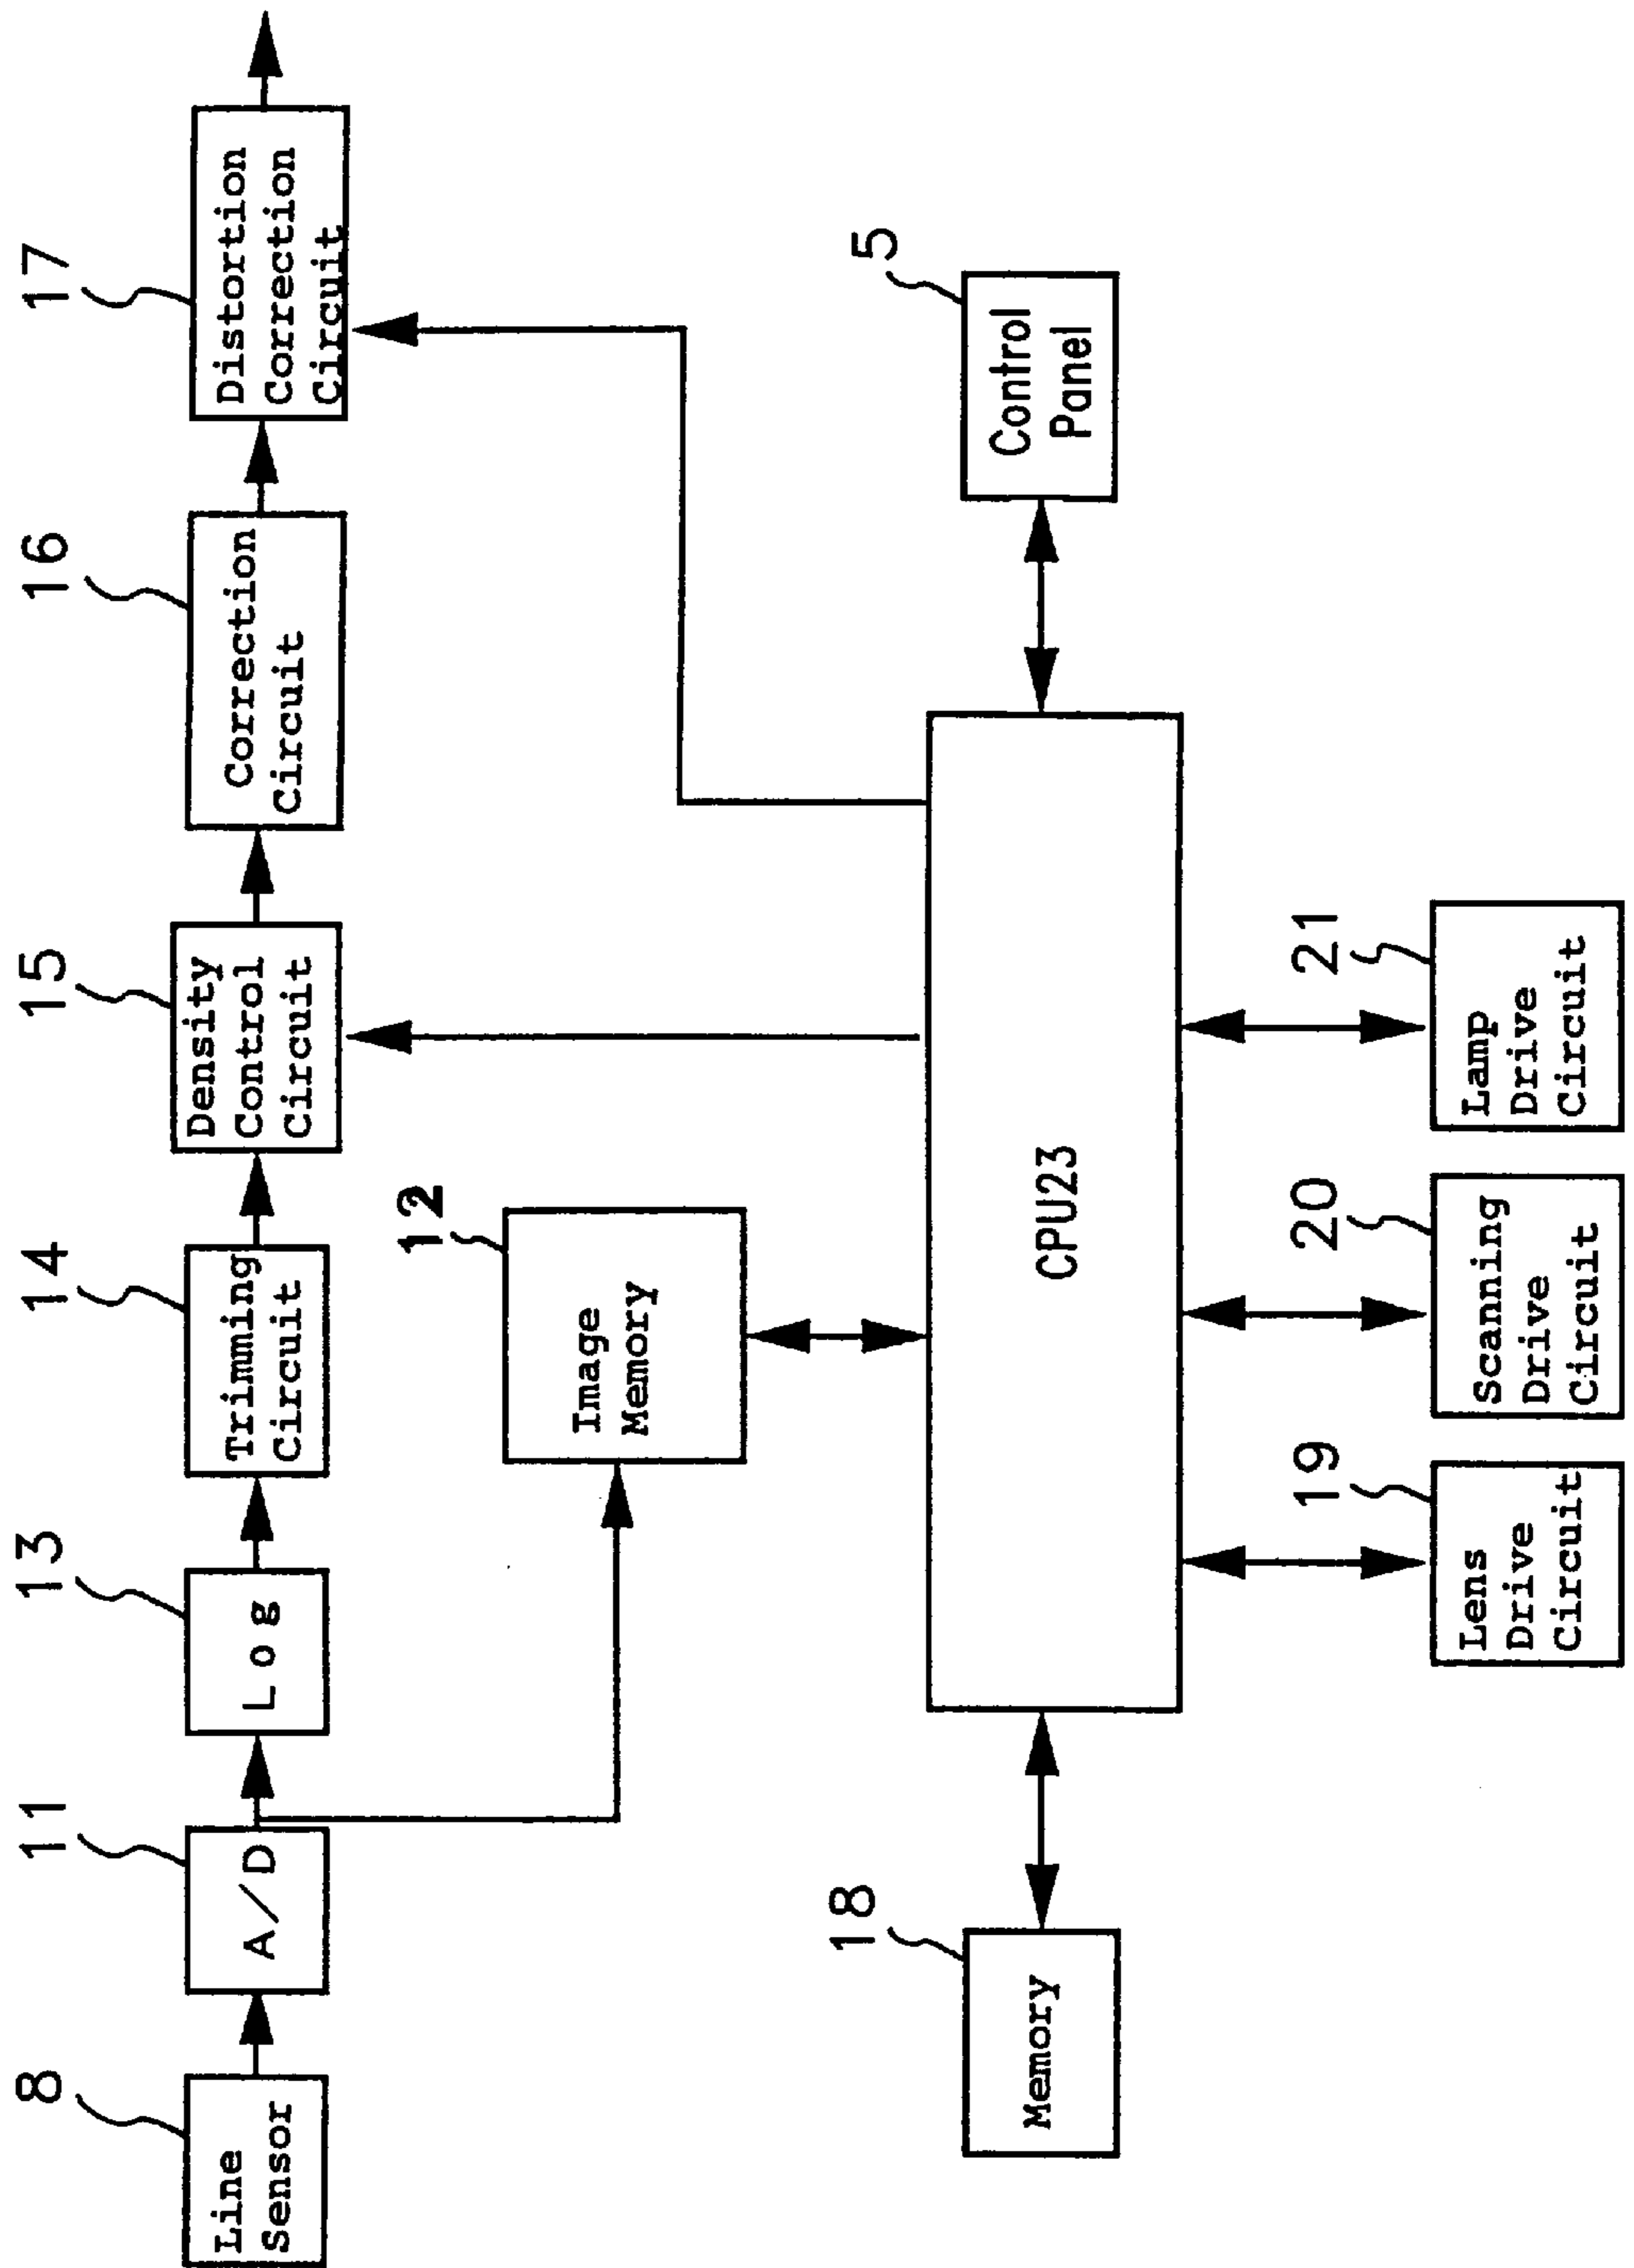 8
Line
Sensor
11
A/D
13
Log
14
Trimming
Circuit
15
Density
Control
Circuit
16
Correction
Circuit
17
Distortion
Correction
Circuit
12
Image
Memory
18
Memory
CPU23
5
Control
Panel
19
Lens
Drive
Circuit
20
Scanning
Drive
Circuit
21
Lamp
Drive
Circuit